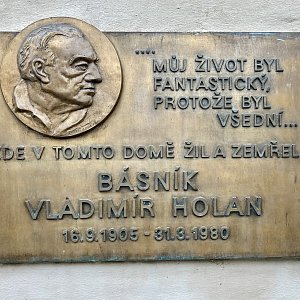 ....
MŮJ ŽIVOT BYL
FANTASTICKÝ,
PROTOŽE BYL
VŠEDNÍ...
ZDE V TOMTO DOMĚ ŽIL A ZEMŘEL
BÁSNÍK
VLADIMÍR HOLAN
16.9.1905 - 31.3.1980